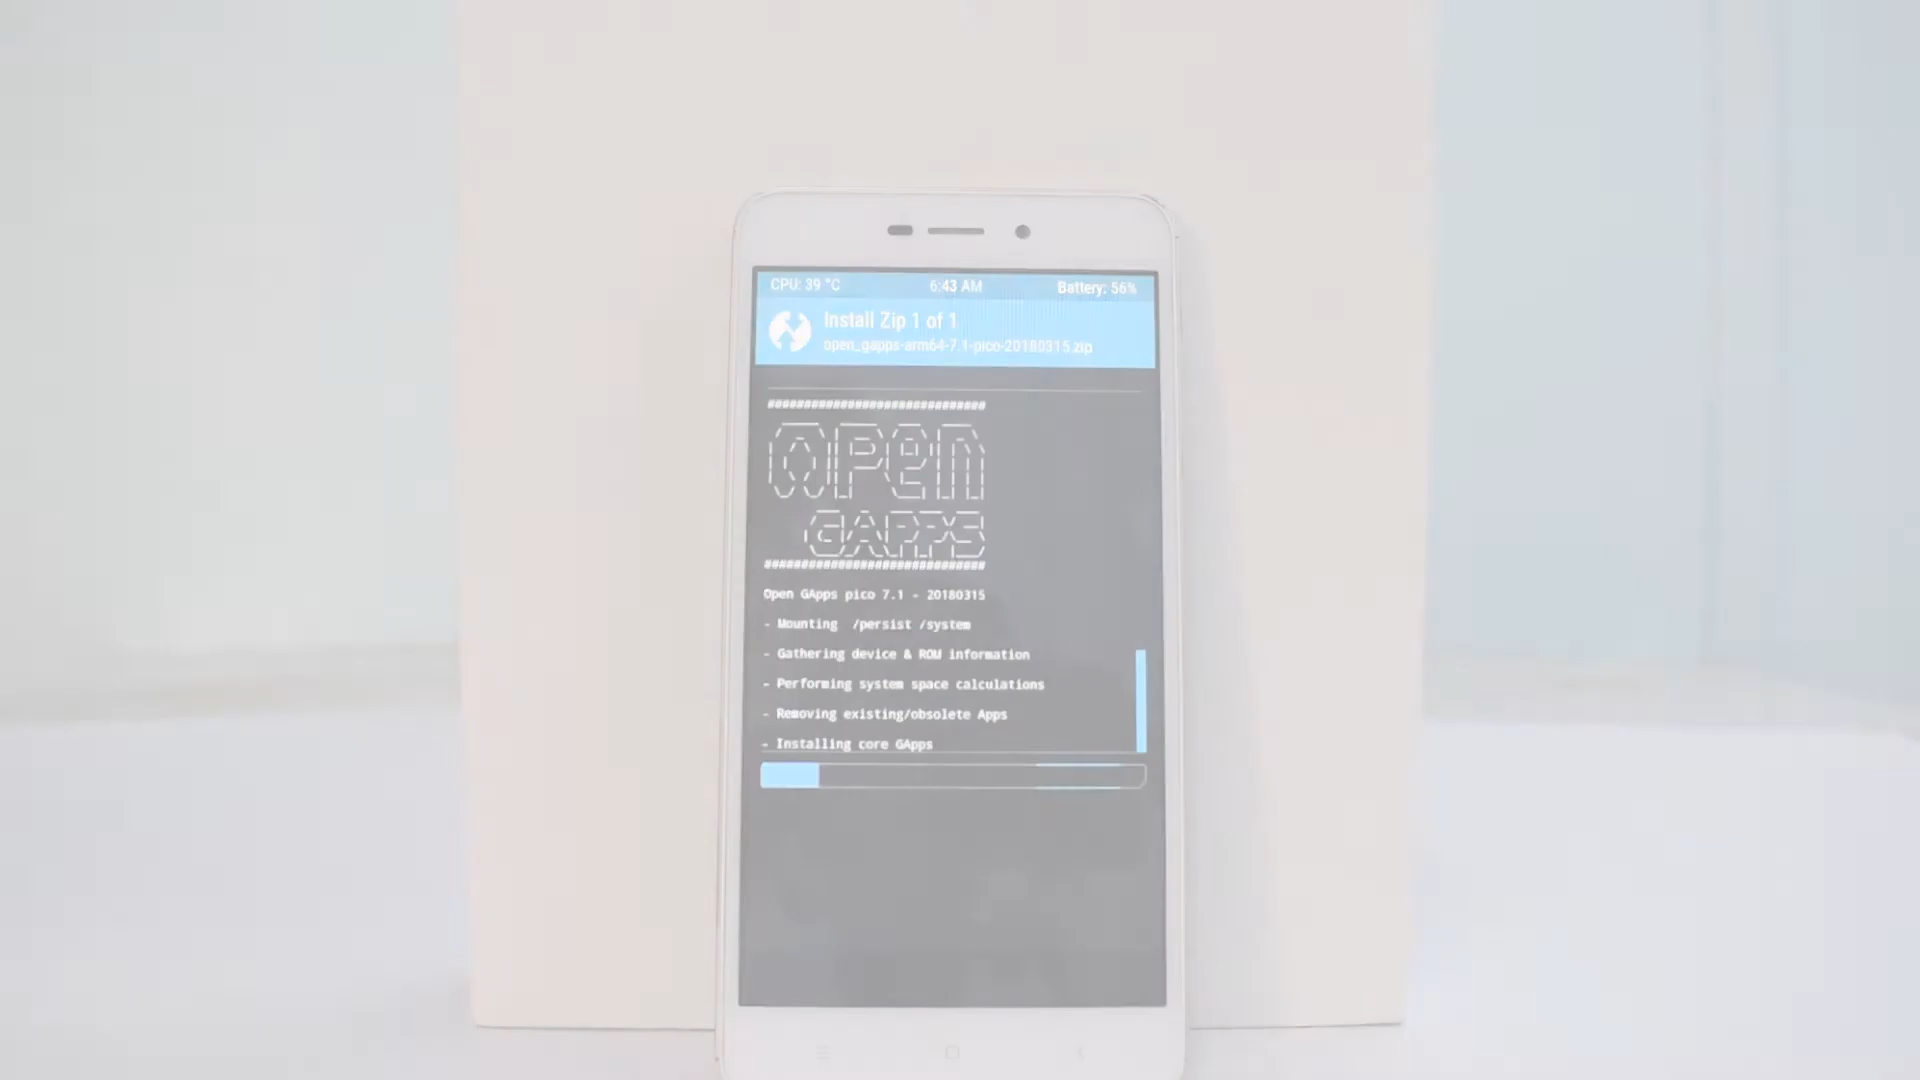 CPU: 39 °C 6:43 AM Battery: 56%
Install Zip 1 of 1
open_gapps-arm64-7.1-pico-20180315.zip
##############################
OPEN
GAPPS
##############################
Open GApps pico 7.1 - 20180315
- Mounting /persist /system
- Gathering device & ROM information
- Performing system space calculations
- Removing existing/obsolete Apps
- Installing core GApps